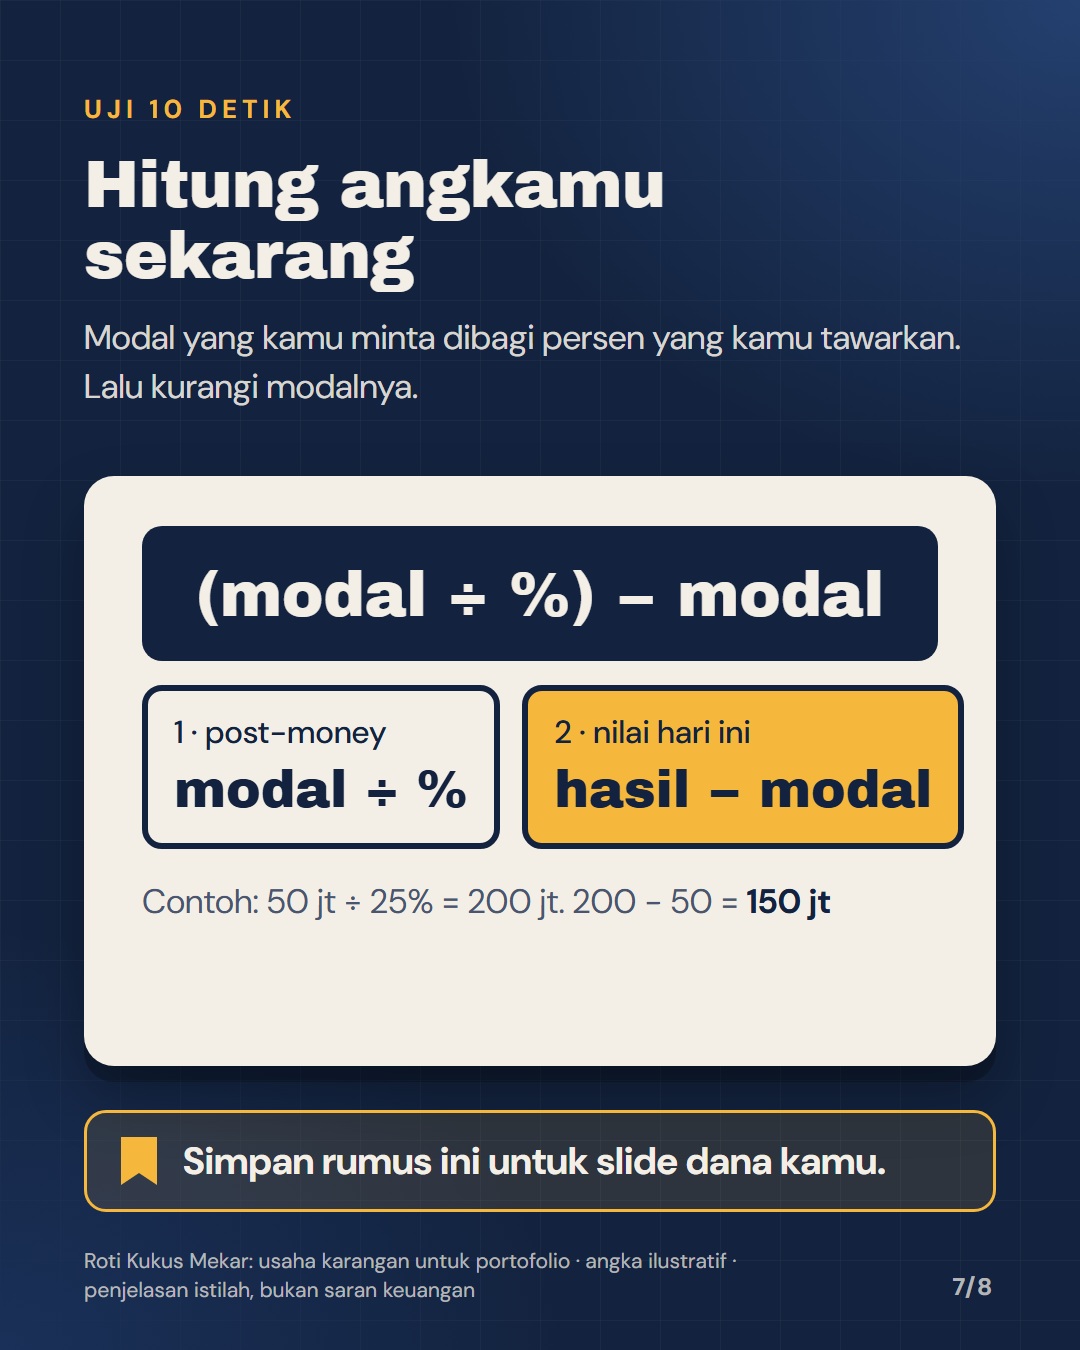 UJI 10 DETIK
Hitung angkamu
sekarang
Modal yang kamu minta dibagi persen yang kamu tawarkan.
Lalu kurangi modalnya.
(modal ÷ %) – modal
1 · post-money
modal ÷ %
2 · nilai hari ini
hasil – modal
Contoh: 50 jt ÷ 25% = 200 jt. 200 – 50 = 150 jt
Simpan rumus ini untuk slide dana kamu.
Roti Kukus Mekar: usaha karangan untuk portofolio · angka ilustratif ·
penjelasan istilah, bukan saran keuangan
7/8